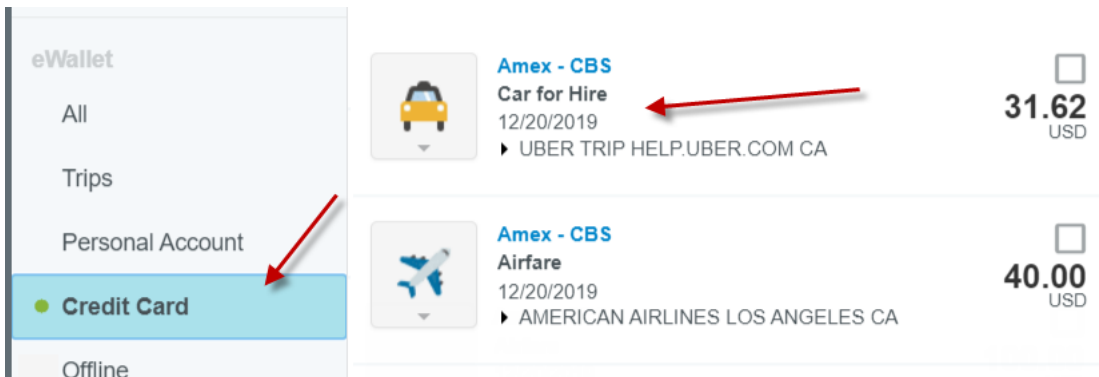 eWallet
All
Trips
Personal Account
Credit Card
Offline
Amex - CBS
Car for Hire
12/20/2019
UBER TRIP HELP.UBER.COM CA
31.62
USD
Amex - CBS
Airfare
12/20/2019
AMERICAN AIRLINES LOS ANGELES CA
40.00
USD